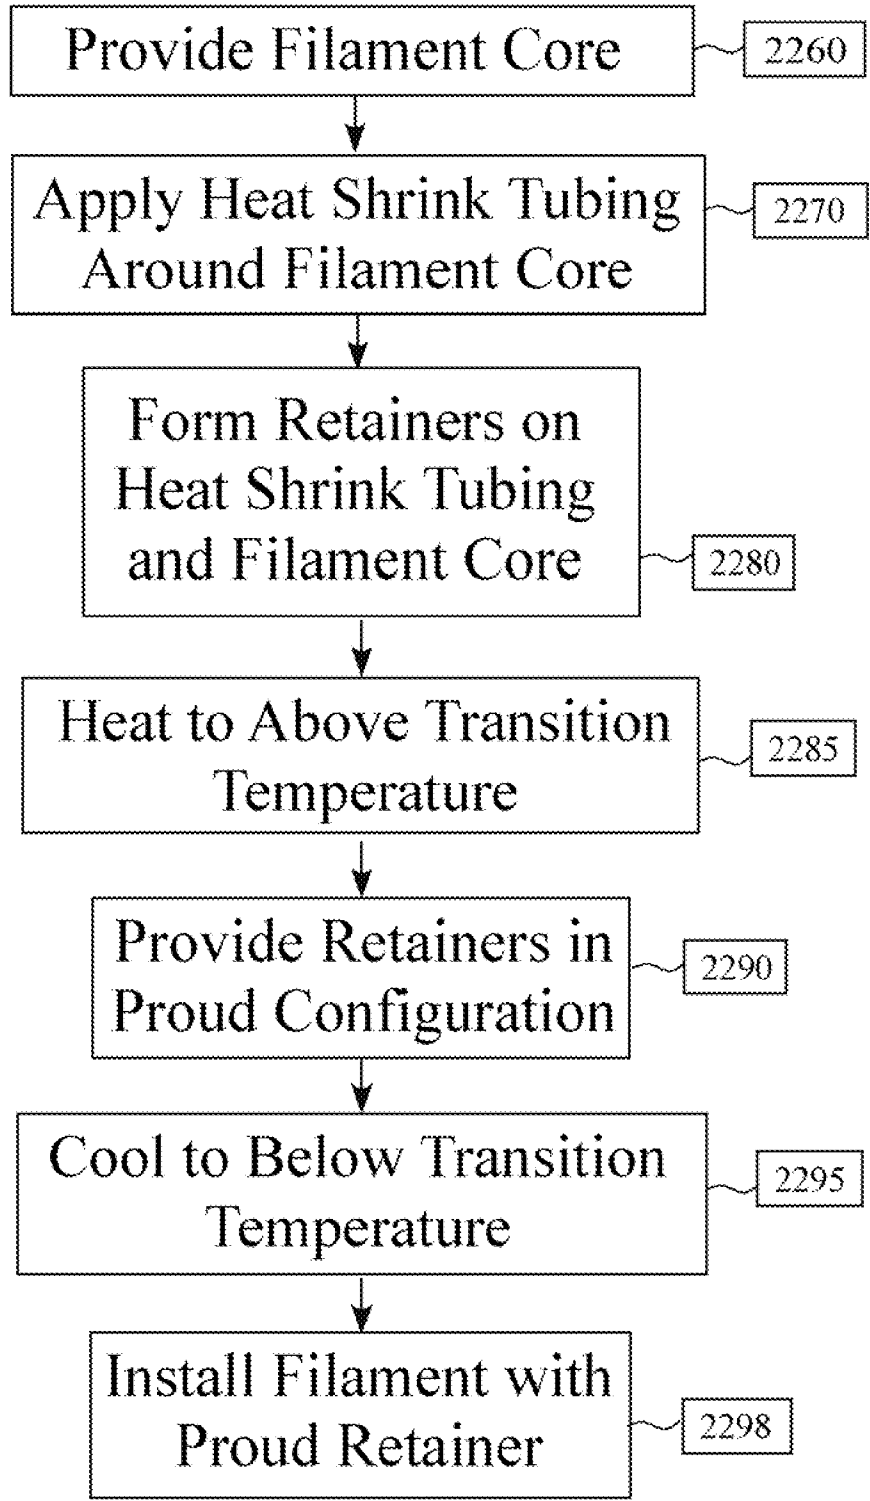 Provide Filament Core
2260
Apply Heat Shrink Tubing
Around Filament Core
2270
Form Retainers on
Heat Shrink Tubing
and Filament Core
2280
Heat to Above Transition
Temperature
2285
Provide Retainers in
Proud Configuration
2290
Cool to Below Transition
Temperature
2295
Install Filament with
Proud Retainer
2298